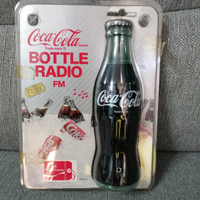 Coca-Cola
Trade-mark ®
BOTTLE
RADIO
FM
Coca-Cola